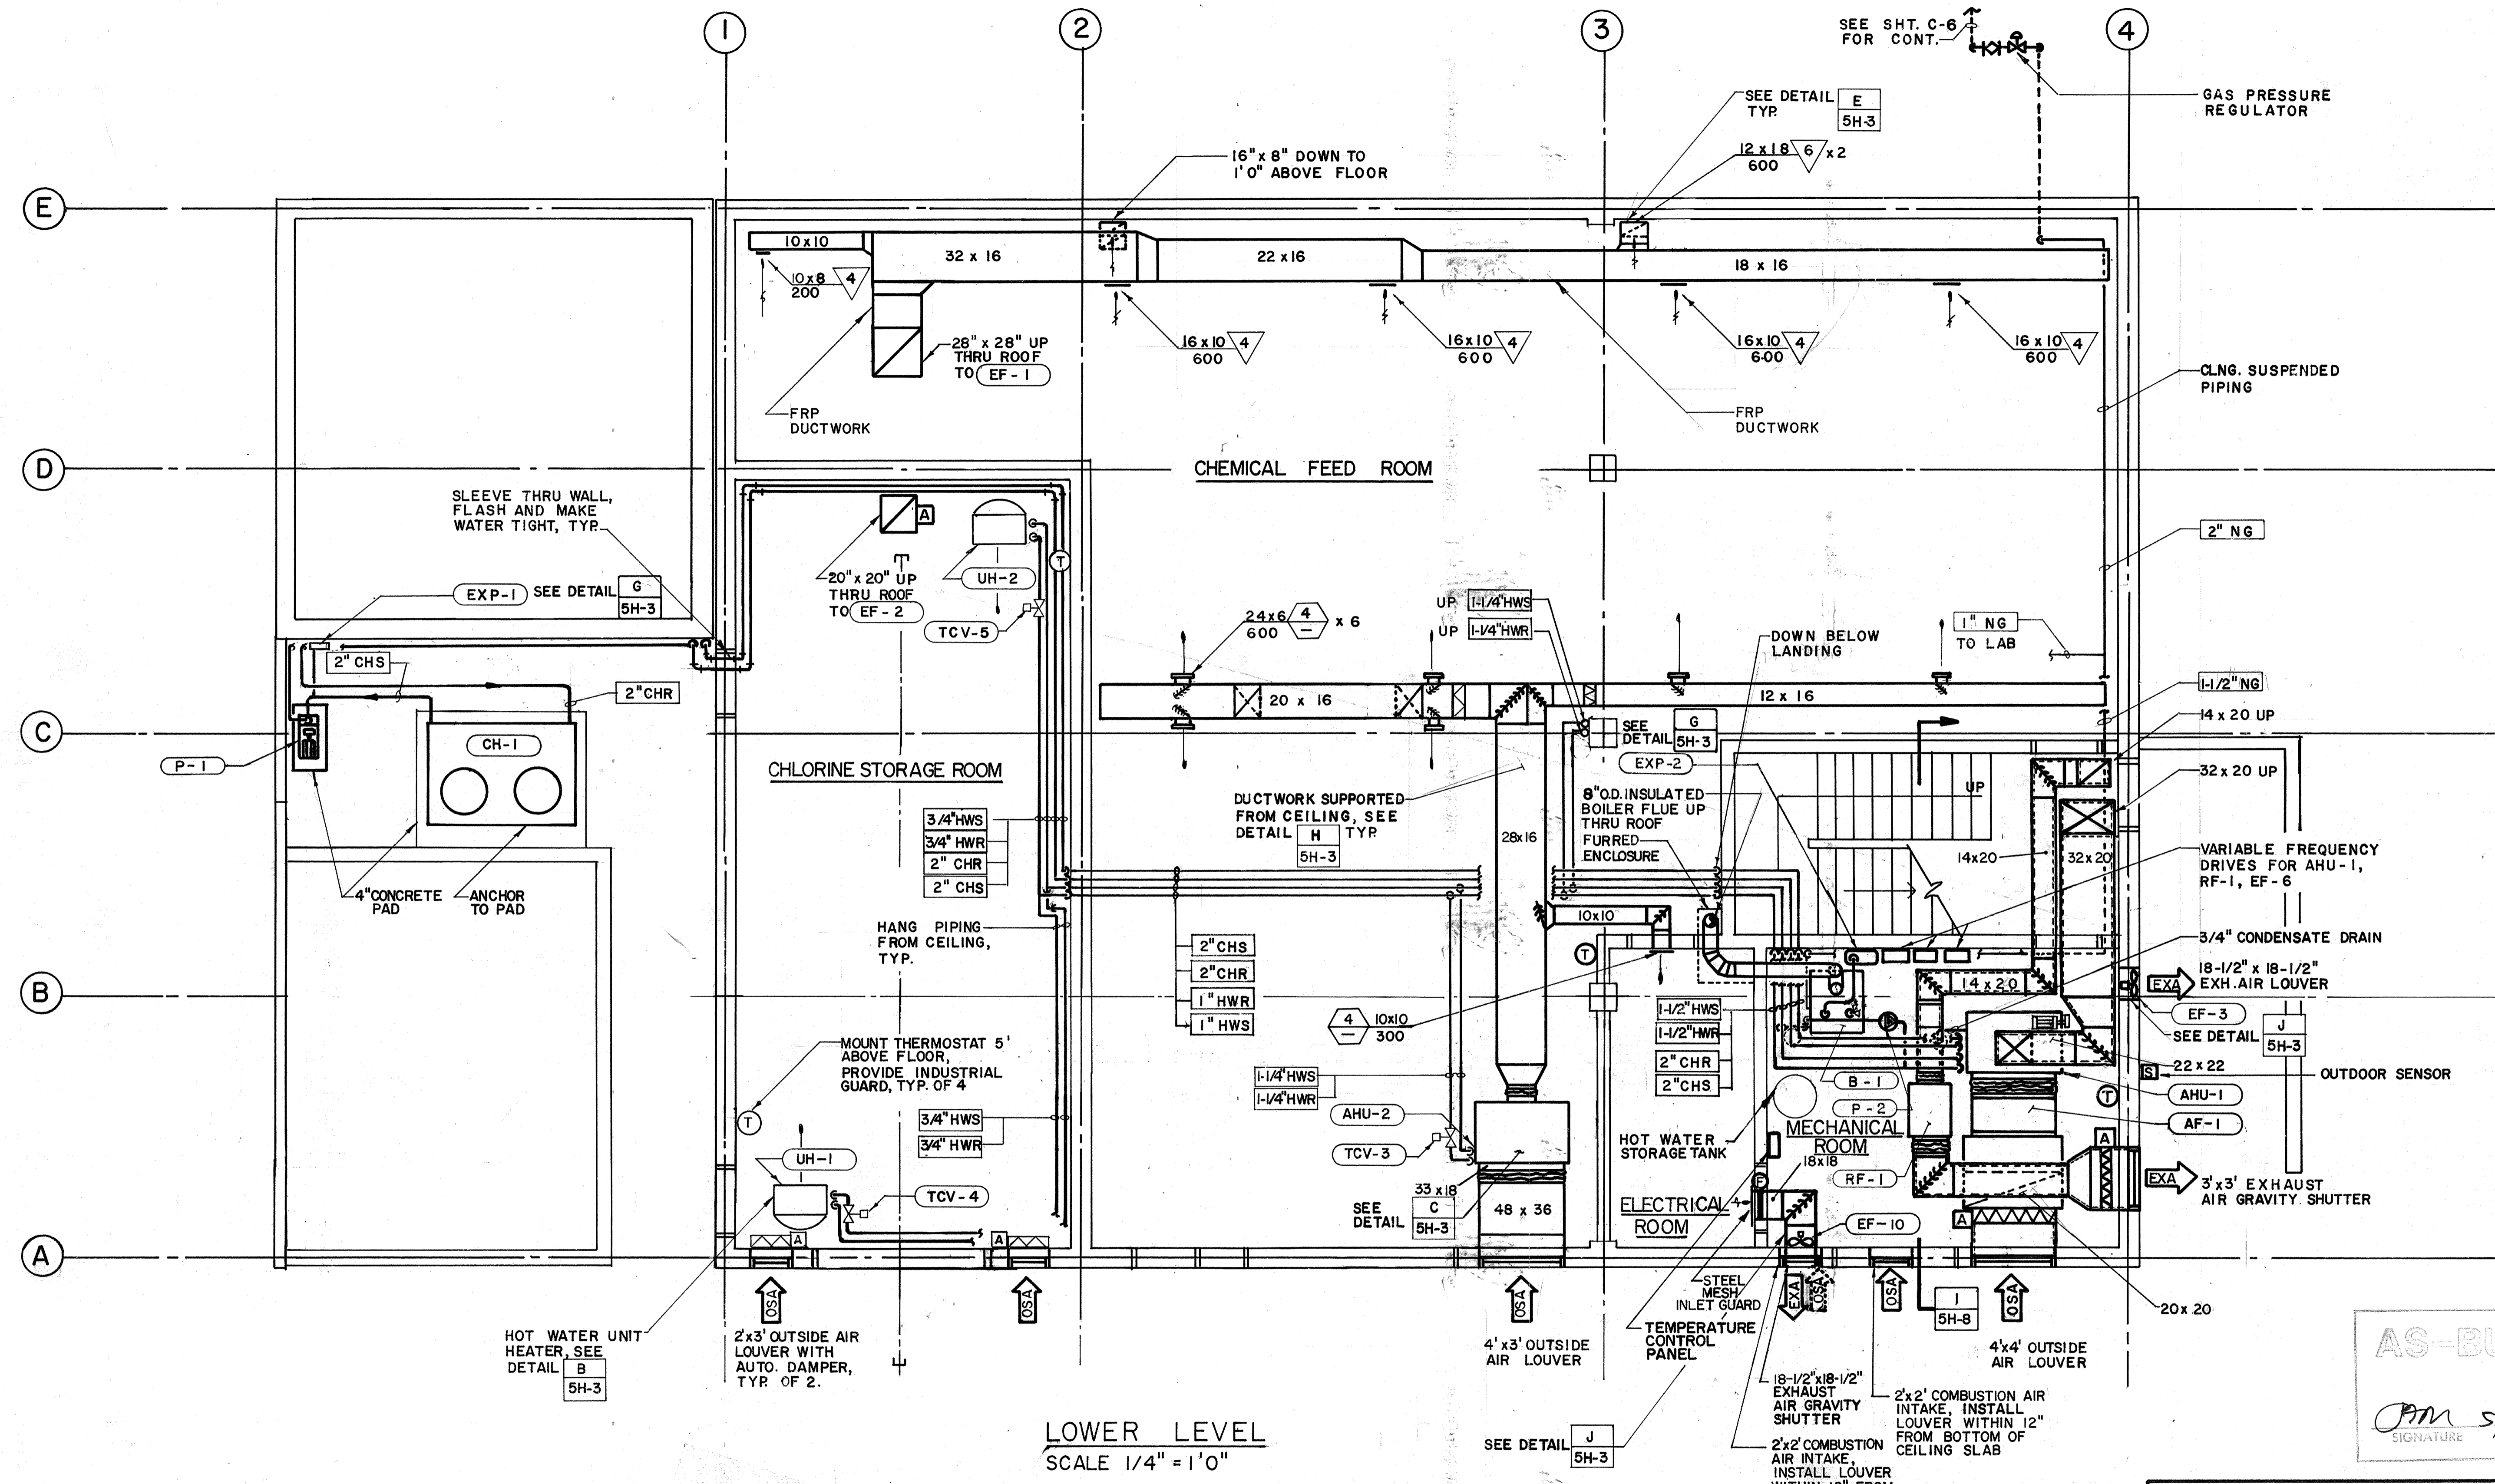 1
2
3
4
SEE SHT. C-6
FOR CONT.
GAS PRESSURE
REGULATOR
SEE DETAIL
TYP.
E
5H-3
16" x 8" DOWN TO
1'0" ABOVE FLOOR
12 x 18
600
6
x 2
E
10 x 10
32 x 16
22 x 16
18 x 16
10 x 8
200
4
28" x 28" UP
THRU ROOF
TO EF-1
16 x 10
600
4
16 x 10
600
4
16 x 10
600
4
16 x 10
600
4
CLNG. SUSPENDED
PIPING
FRP
DUCTWORK
FRP
DUCTWORK
D
CHEMICAL FEED ROOM
SLEEVE THRU WALL,
FLASH AND MAKE
WATER TIGHT, TYP.
A
T
2" NG
20" x 20" UP
THRU ROOF
TO EF-2
UH-2
EXP-1
SEE DETAIL
G
5H-3
TCV-5
24 x 6
600
4
—
x 6
UP 1-1/4" HWS
UP 1-1/4" HWR
DOWN BELOW
LANDING
1" NG
TO LAB
2" CHS
2" CHR
20 x 16
12 x 16
1-1/2" NG
14 x 20 UP
C
CH-1
P-1
SEE
DETAIL
G
5H-3
EXP-2
CHLORINE STORAGE ROOM
32 x 20 UP
UP
DUCTWORK SUPPORTED
FROM CEILING, SEE
DETAIL H TYP.
5H-3
8" O.D. INSULATED
BOILER FLUE UP
THRU ROOF
FURRED
ENCLOSURE
28x16
3/4" HWS
3/4" HWR
2" CHR
2" CHS
14x20
32x20
VARIABLE FREQUENCY
DRIVES FOR AHU-1,
RF-1, EF-6
4" CONCRETE
PAD
ANCHOR
TO PAD
HANG PIPING
FROM CEILING,
TYP.
10x10
3/4" CONDENSATE DRAIN
2" CHS
2" CHR
1" HWR
1" HWS
T
B
14 x 20
EXA
18-1/2" x 18-1/2"
EXH. AIR LOUVER
EF-3
SEE DETAIL
J
5H-3
4
—
10x10
300
1-1/2" HWS
1-1/2" HWR
2" CHR
2" CHS
MOUNT THERMOSTAT 5'
ABOVE FLOOR,
PROVIDE INDUSTRIAL
GUARD, TYP. OF 4
22 x 22
S
OUTDOOR SENSOR
1-1/4" HWS
1-1/4" HWR
B-1
AHU-1
T
AHU-2
P-2
AF-1
T
3/4" HWS
3/4" HWR
MECHANICAL
ROOM
A
HOT WATER
STORAGE TANK
TCV-3
UH-1
18x18
RF-1
EXA
3'x3' EXHAUST
AIR GRAVITY SHUTTER
TCV-4
33 x 18
F
SEE
DETAIL
C
5H-3
48 x 36
ELECTRICAL
ROOM
EF-10
A
A
A
A
OSA
OSA
OSA
EXA
OSA
OSA
OSA
STEEL
MESH
INLET GUARD
I
5H-8
20 x 20
HOT WATER UNIT
HEATER, SEE
DETAIL B
5H-3
2'x3' OUTSIDE AIR
LOUVER WITH
AUTO. DAMPER,
TYP. OF 2.
4' x 3' OUTSIDE
AIR LOUVER
TEMPERATURE
CONTROL
PANEL
4'x4' OUTSIDE
AIR LOUVER
18-1/2"x18-1/2"
EXHAUST
AIR GRAVITY
SHUTTER
2'x2' COMBUSTION AIR
INTAKE, INSTALL
LOUVER WITHIN 12"
FROM BOTTOM OF
CEILING SLAB
SEE DETAIL
J
5H-3
2'x2' COMBUSTION
AIR INTAKE,
INSTALL LOUVER
LOWER LEVEL
SCALE 1/4" = 1'0"
SIGNATURE